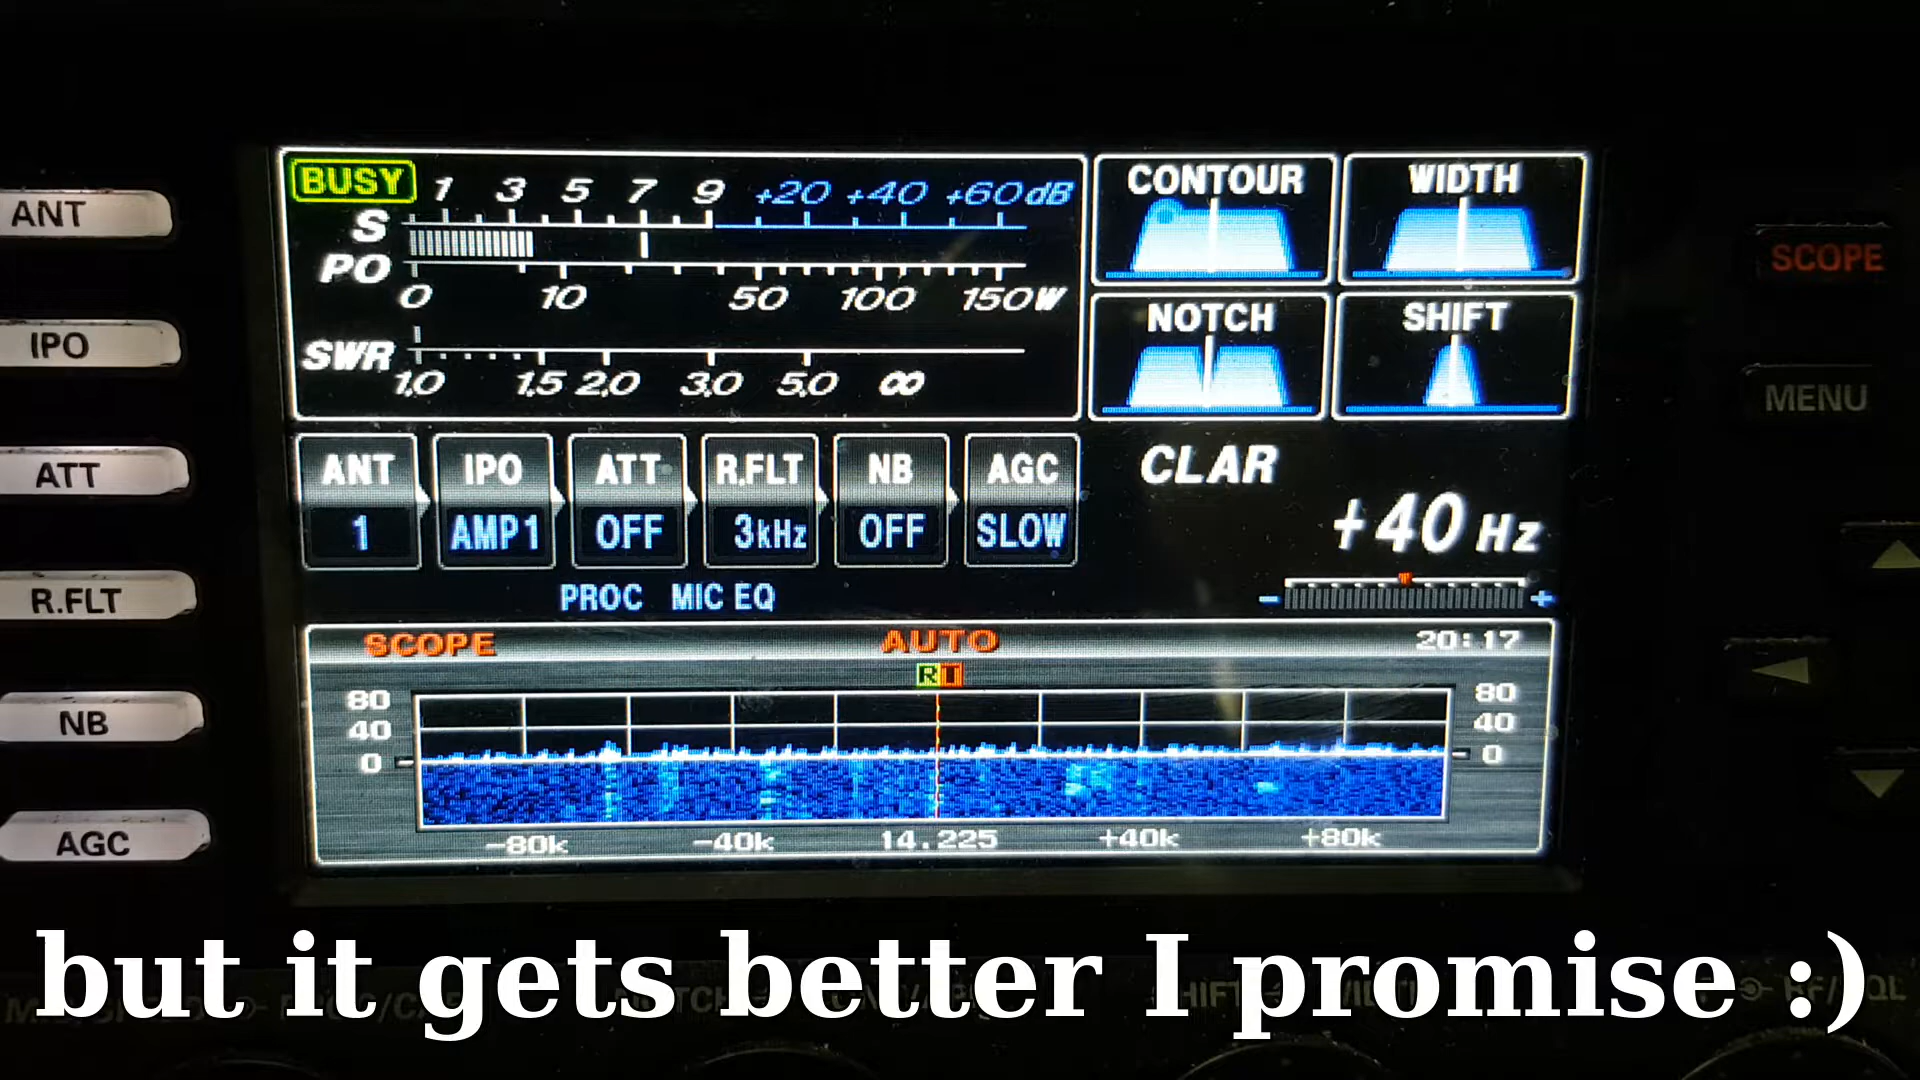 BUSY 1 3 5 7 9 +20 +40 +60dB
S
PO
0 10 50 100 150W
SWR
1.0 1.5 2.0 3.0 5.0 ∞
CONTOUR WIDTH
NOTCH SHIFT
ANT IPO ATT R.FLT NB AGC
1 AMP1 OFF 3kHz OFF SLOW
PROC MIC EQ
CLAR
+40 Hz
- +
SCOPE AUTO 20:17
R T
80 80
40 40
0 0
-80k -40k 14.225 +40k +80k
ANT
IPO
ATT
R.FLT
NB
AGC
SCOPE
MENU
but it gets better I promise :)